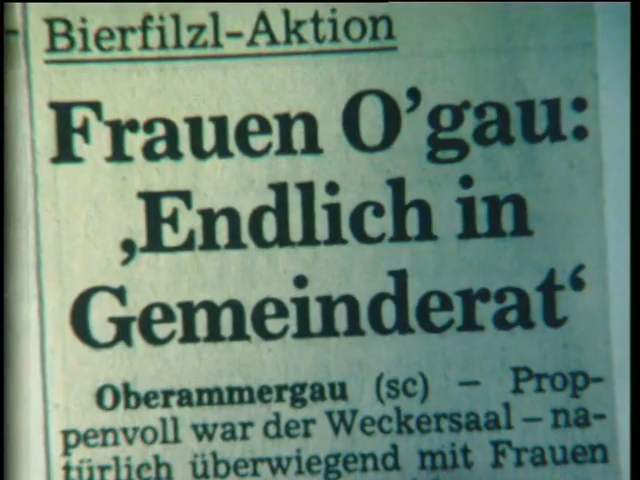 Bierfilzl-Aktion
Frauen O'gau:
‚Endlich in
Gemeinderat‘
Oberammergau (sc) – Prop-
penvoll war der Weckersaal – na-
türlich überwiegend mit Frauen